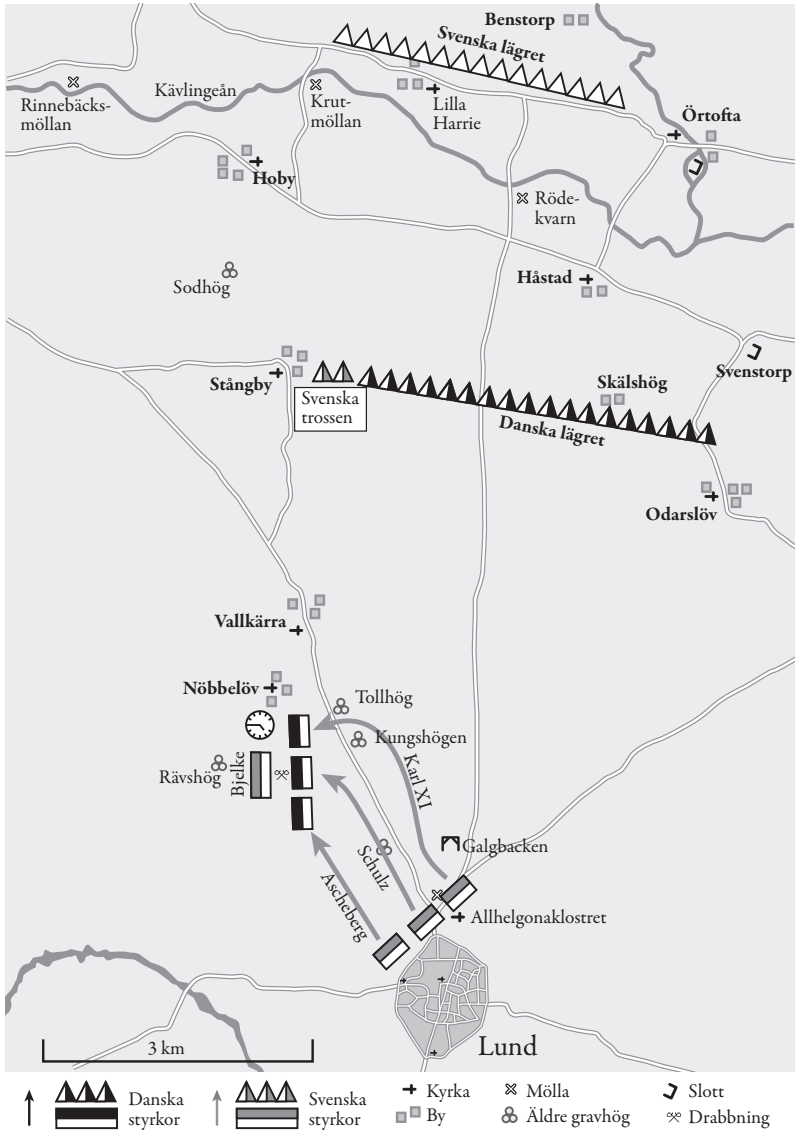 Benstorp
Svenska lägret
Kävlingeån
Rinnebäcks-
möllan
Krut-
möllan
Lilla
Harrie
Örtofta
Hoby
Röde-
kvarn
Sodhög
Håstad
Stångby
Svenska
trossen
Skälshög
Svenstorp
Danska lägret
Odarslöv
Vallkärra
Nöbbelöv
Tollhög
Kungshögen
Rävshög
Bjelke
Karl XI
Schulz
Galgbacken
Ascheberg
Allhelgonaklostret
3 km
Lund
Danska
styrkor
Svenska
styrkor
Kyrka
By
Mölla
Äldre gravhög
Slott
Drabbning